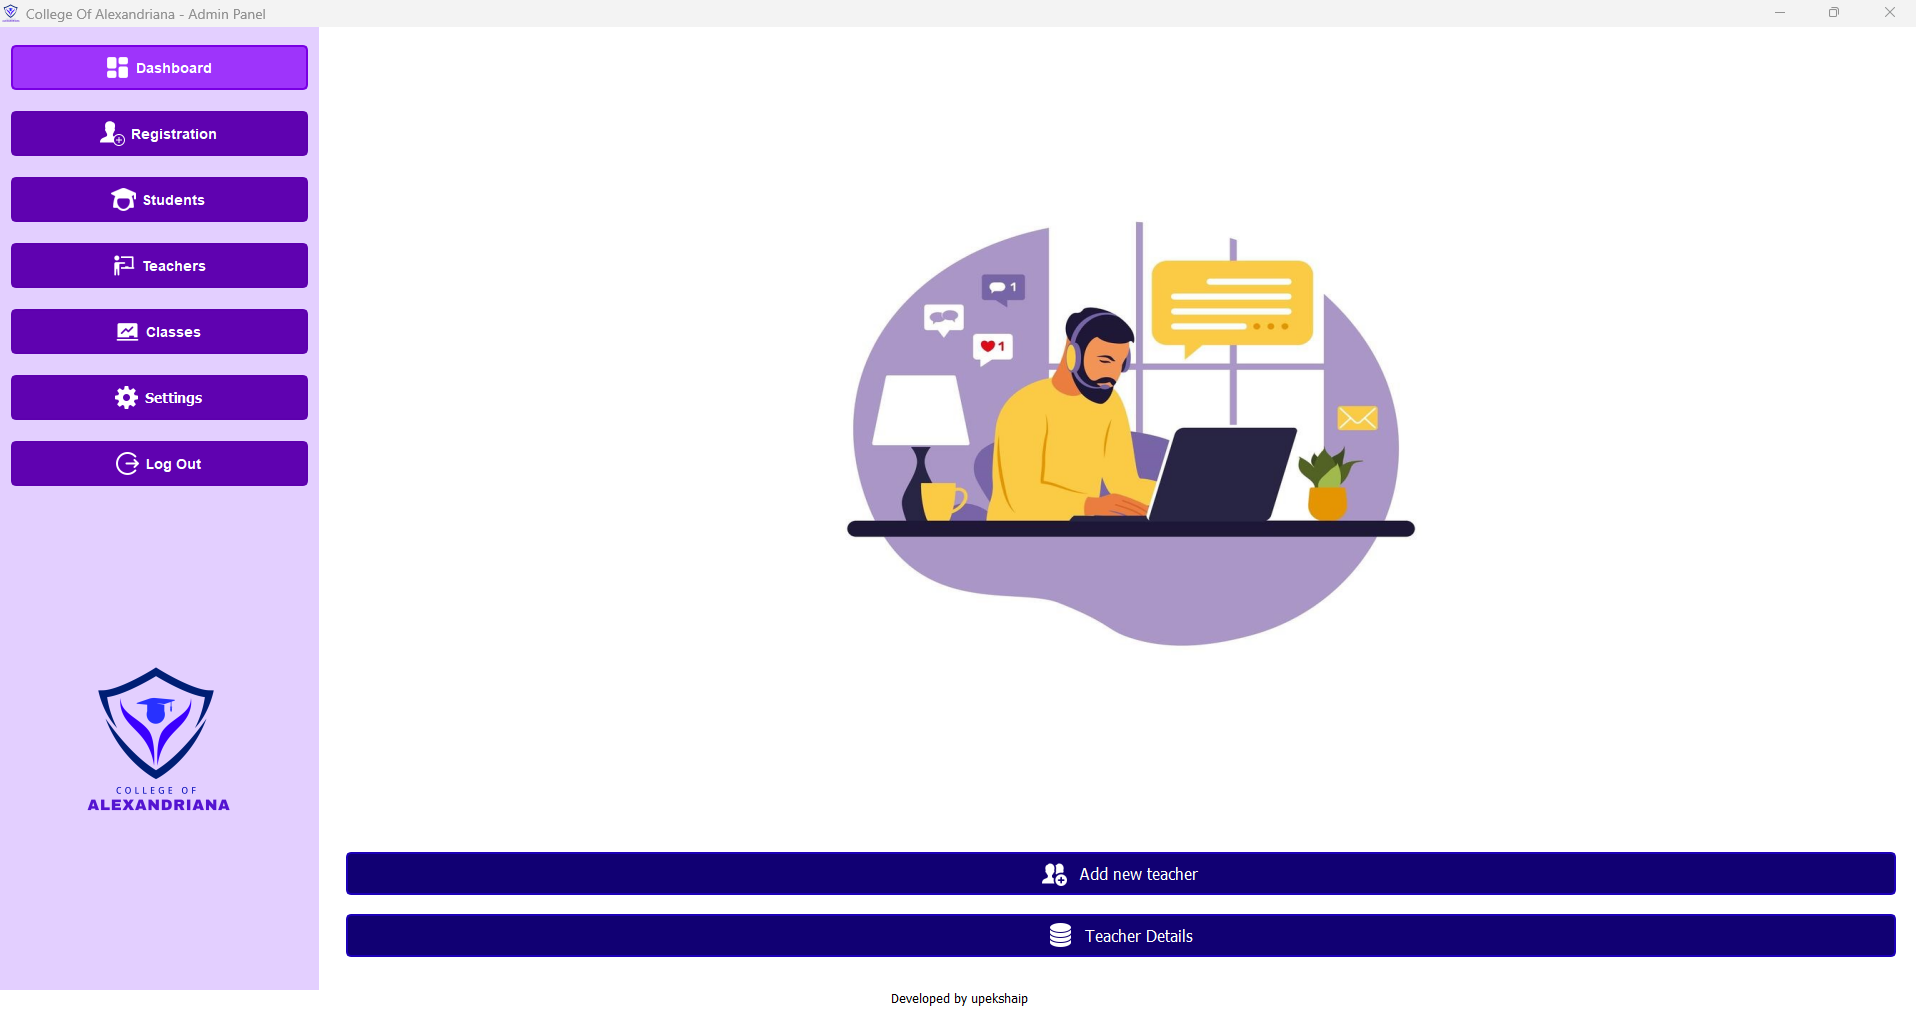 College Of Alexandriana - Admin Panel
Dashboard
Registration
Students
Teachers
Classes
Settings
Log Out
COLLEGE OF
ALEXANDRIANA
1
1
Add new teacher
Teacher Details
Developed by upekshaip